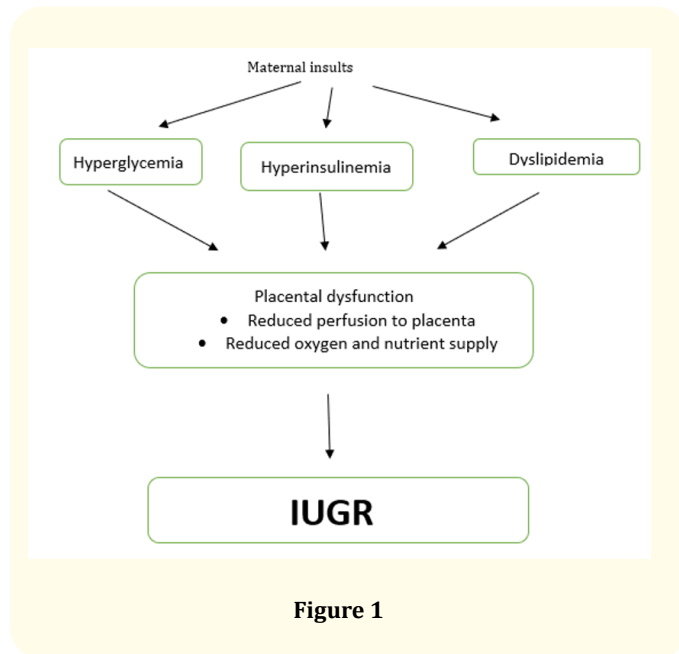 Maternal insults
Hyperglycemia
Hyperinsulinemia
Dyslipidemia
Placental dysfunction
• Reduced perfusion to placenta
• Reduced oxygen and nutrient supply
IUGR
Figure 1